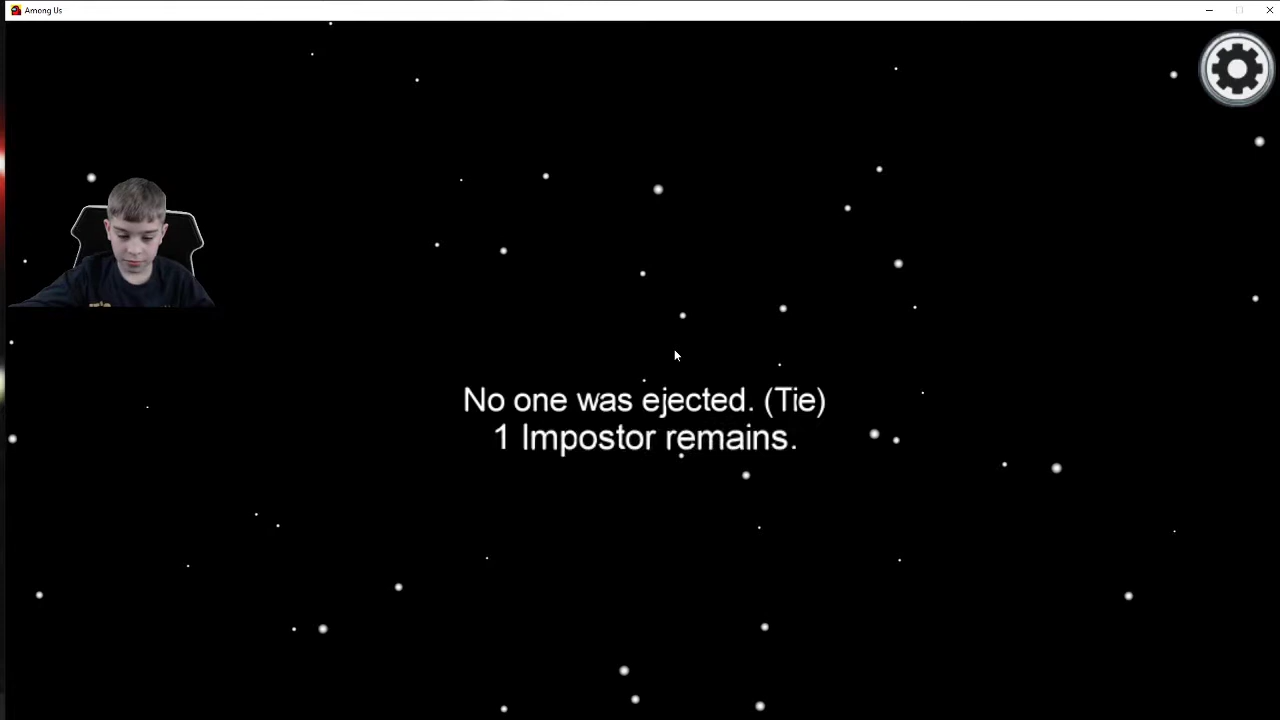 Among Us
No one was ejected. (Tie)
1 Impostor remains.